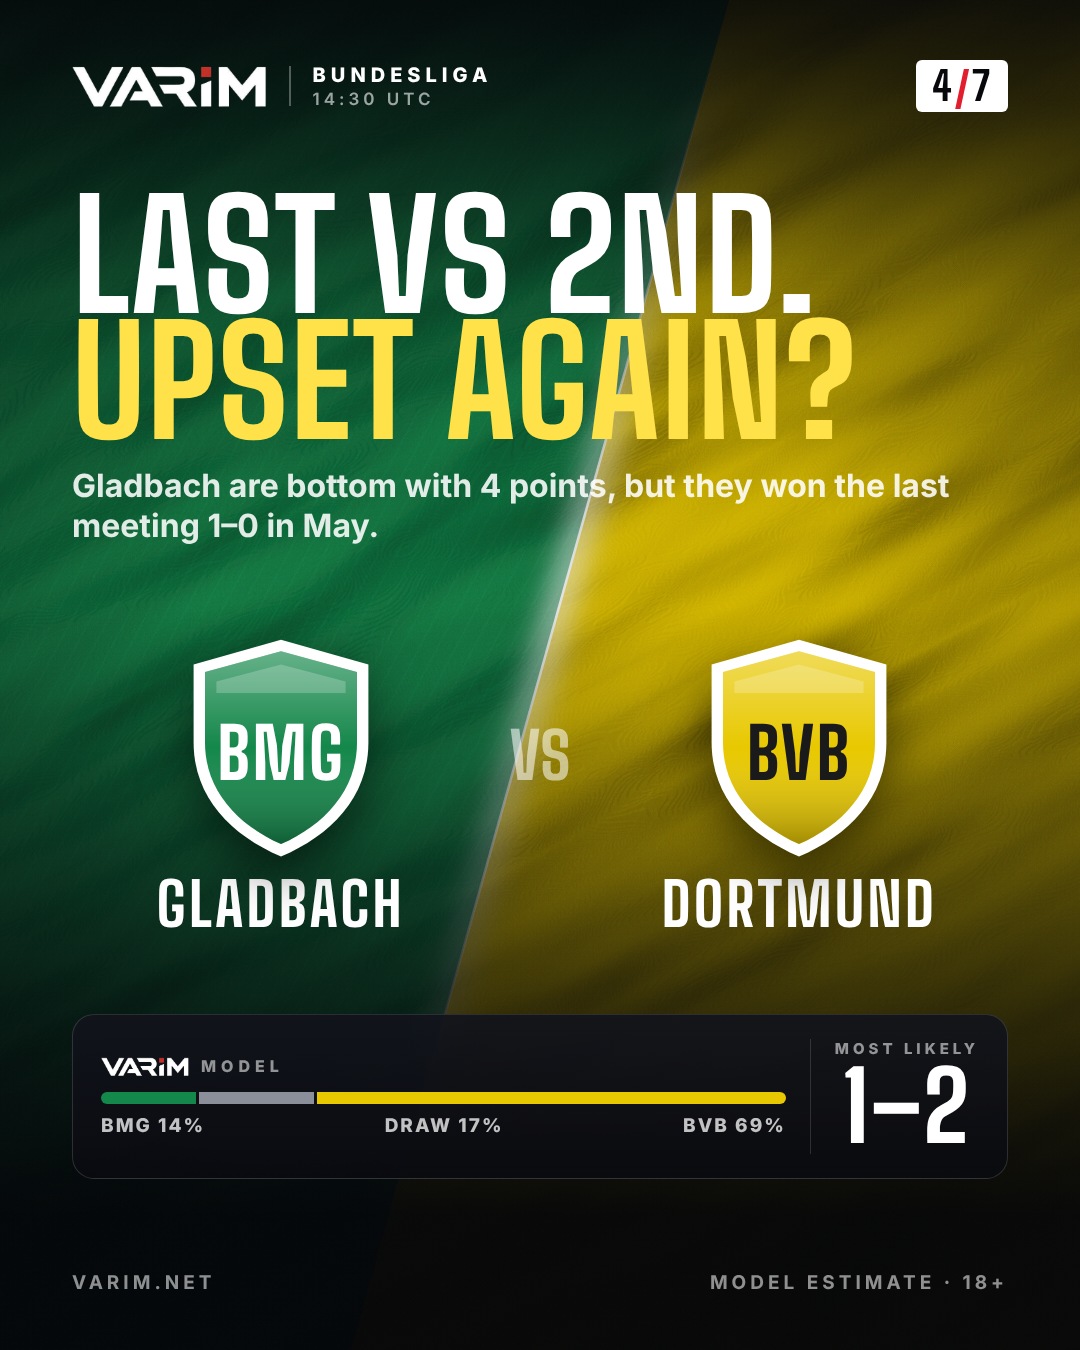 VARiM
BUNDESLIGA
14:30 UTC
4/7
LAST VS 2ND.
UPSET AGAIN?
Gladbach are bottom with 4 points, but they won the last
meeting 1–0 in May.
BMG
VS
BVB
GLADBACH
DORTMUND
VARiM MODEL
BMG 14%
DRAW 17%
BVB 69%
MOST LIKELY
1–2
VARIM.NET
MODEL ESTIMATE · 18+